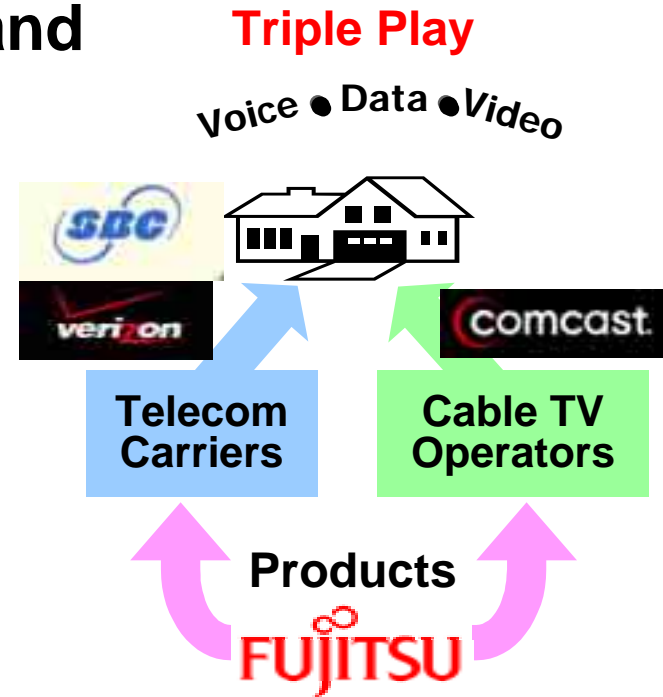 and
Triple Play
Voice ● Data ● Video
SBC
verizon
comcast.
Telecom
Carriers
Cable TV
Operators
Products
FUJITSU